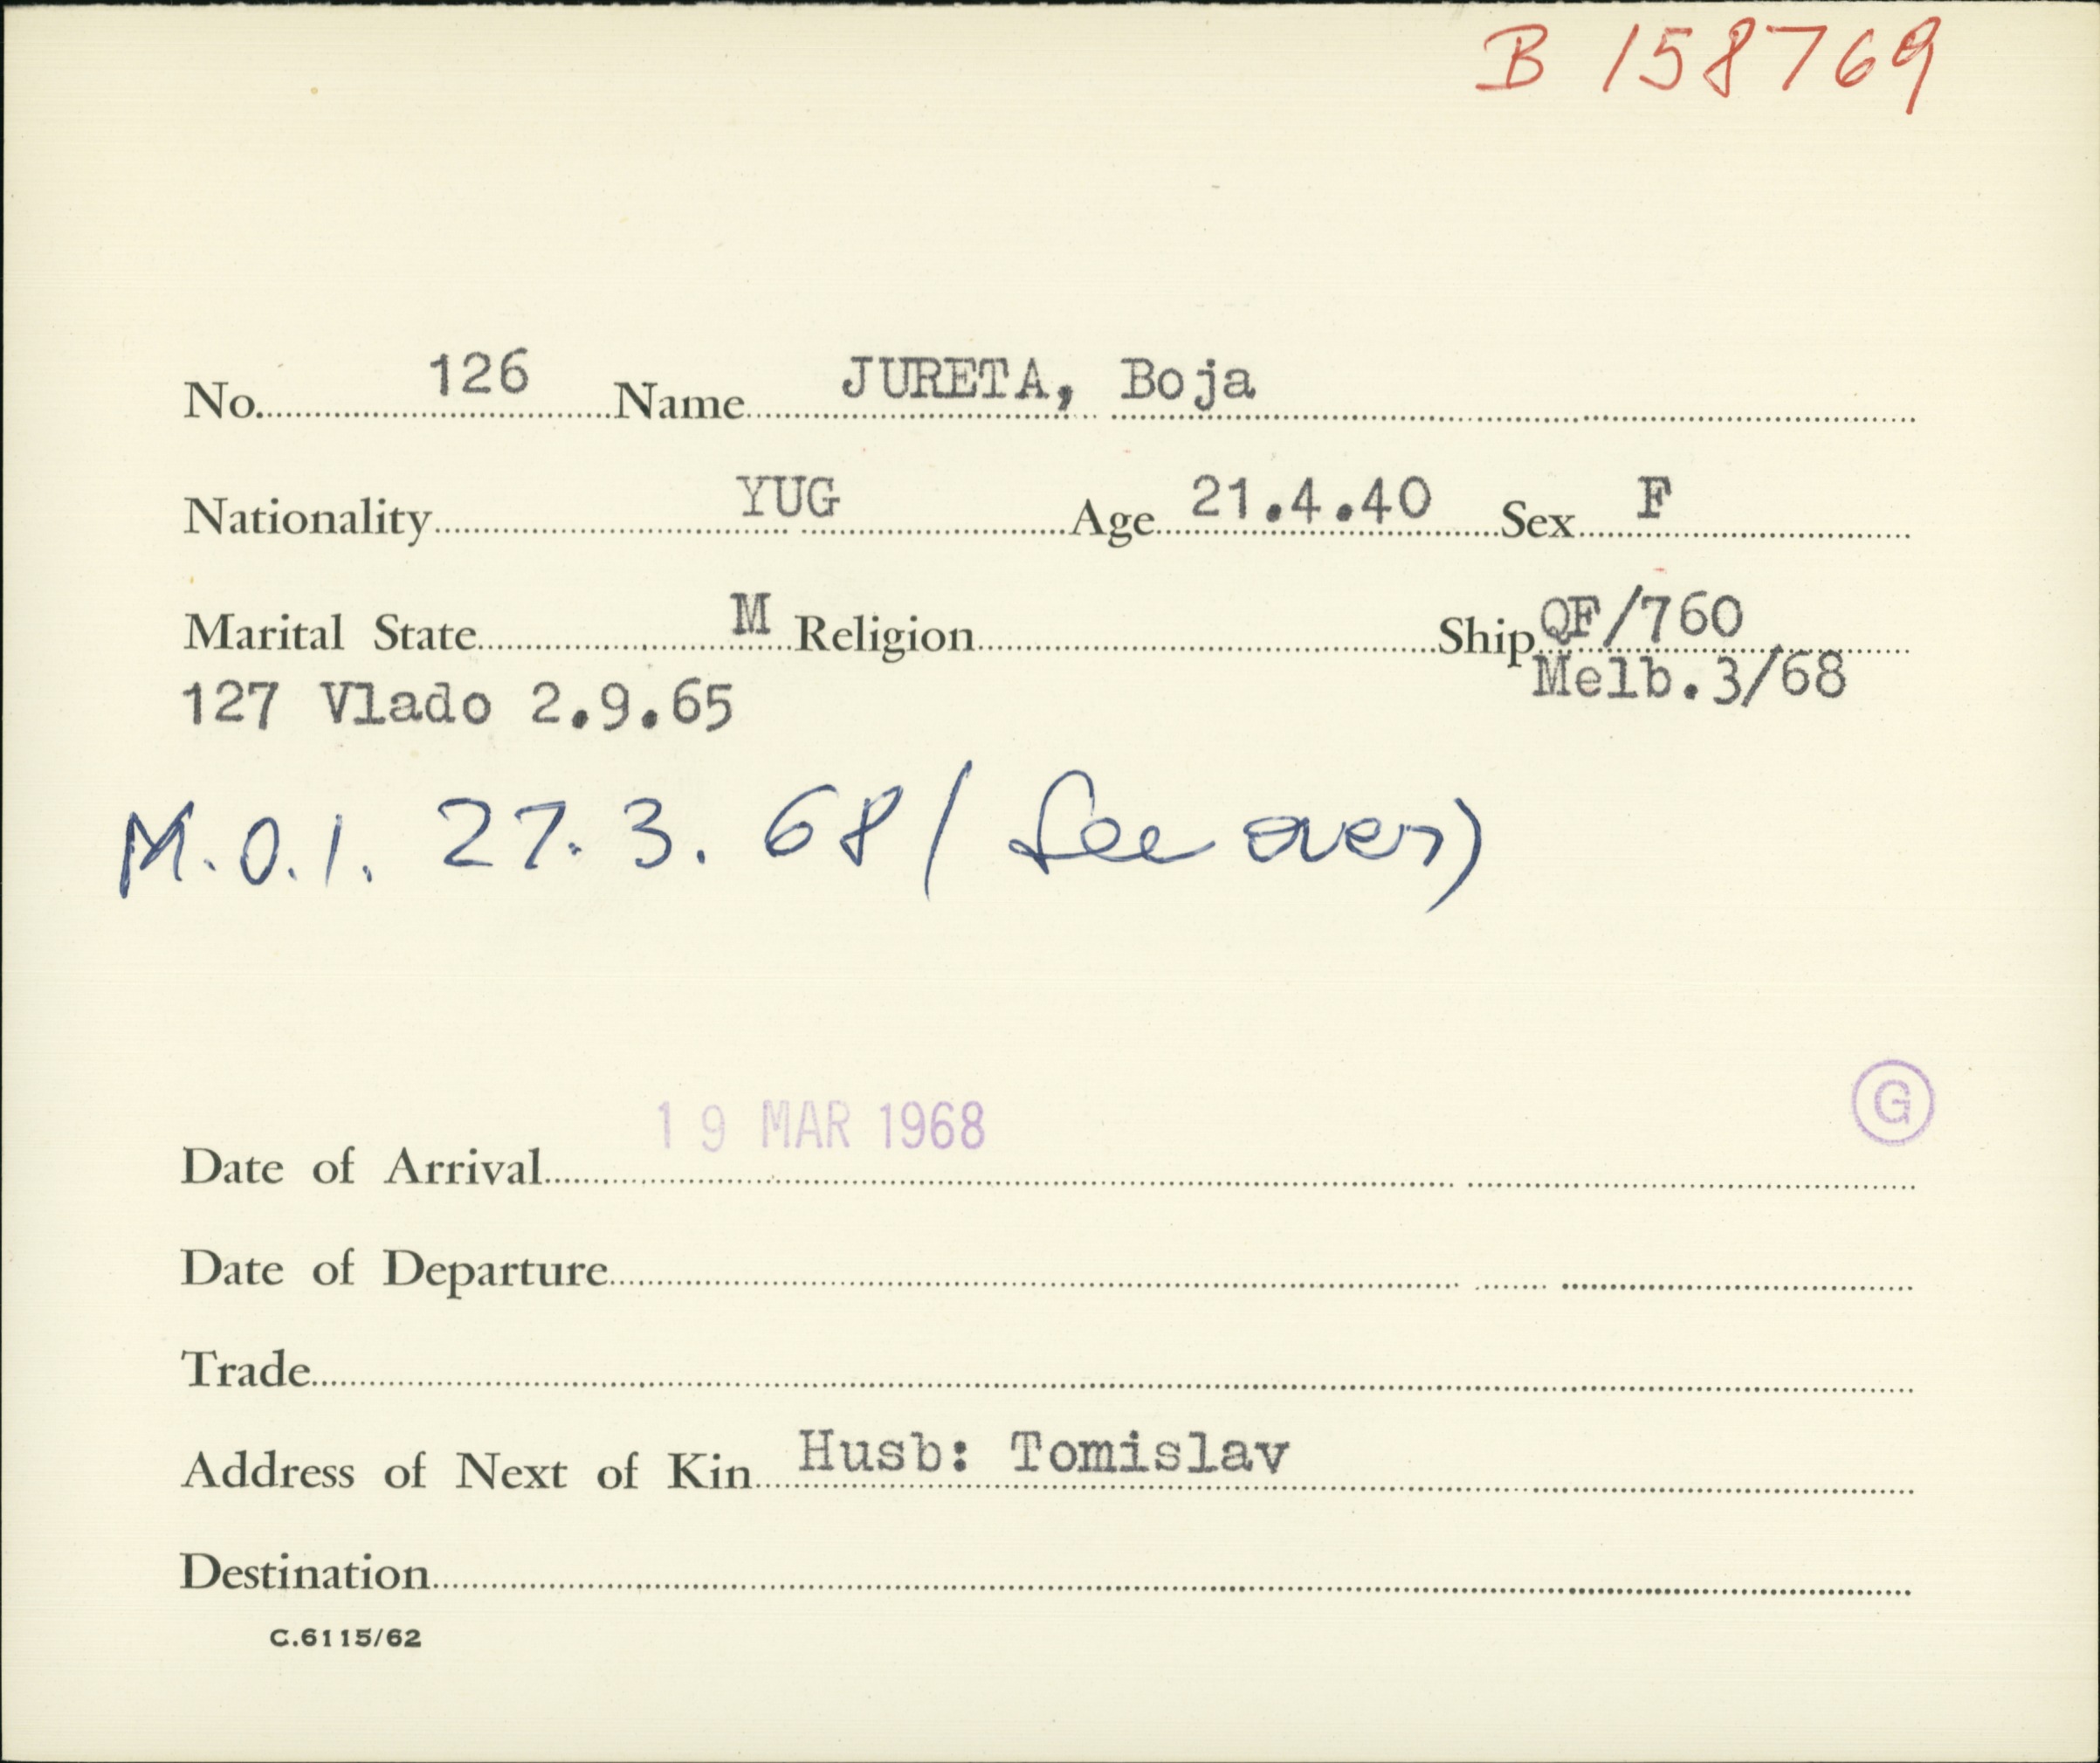 B 158769
No. 126 Name JURETA, Boja
Nationality YUG Age 21.4.40 Sex F
Marital State M Religion Ship QF/760
Melb.3/68
127 Vlado 2.9.65
M.O.I. 27.3.68 (See over)
G
19 MAR 1968
Date of Arrival
Date of Departure
Trade
Address of Next of Kin Husb: Tomislav
Destination
C.6115/62